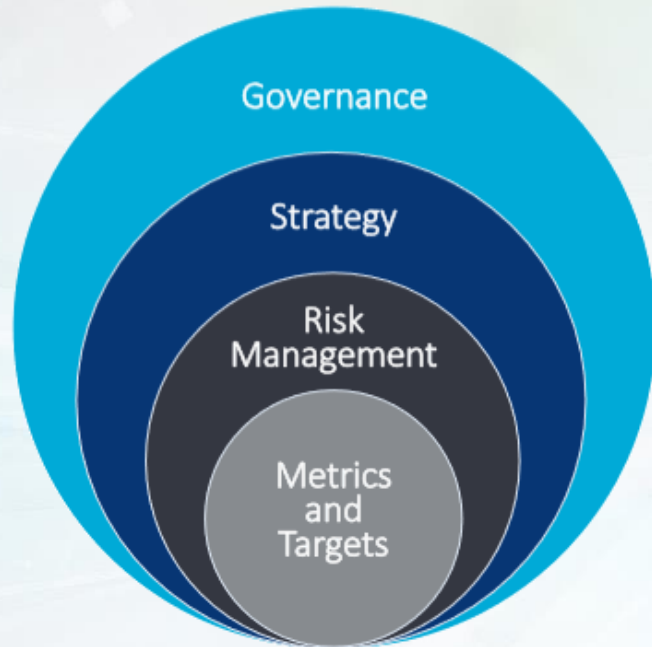 Governance
Strategy
Risk
Management
Metrics
and
Targets